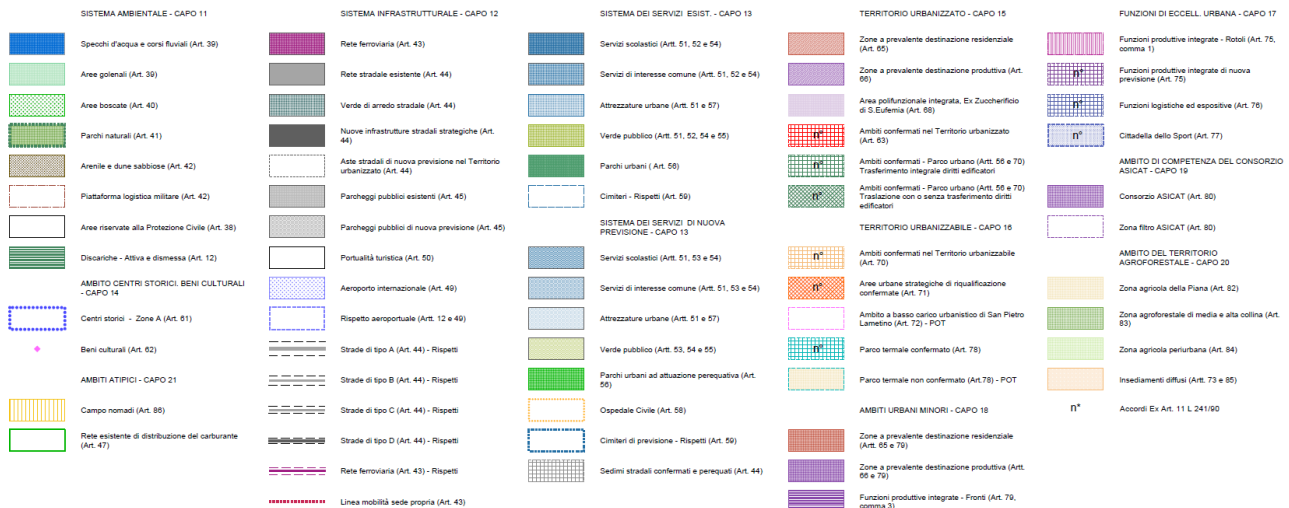 SISTEMA AMBIENTALE - CAPO 11
Specchi d'acqua e corsi fluviali (Art. 39)
Aree golenali (Art. 39)
Aree boscate (Art. 40)
Parchi naturali (Art. 41)
Arenile e dune sabbiose (Art. 42)
Piattaforma logistica militare (Art. 42)
Aree riservate alla Protezione Civile (Art. 38)
Discariche - Attiva e dismessa (Art. 12)
AMBITO CENTRI STORICI. BENI CULTURALI
- CAPO 14
Centri storici - Zone A (Art. 61)
Beni culturali (Art. 62)
AMBITI ATIPICI - CAPO 21
Campo nomadi (Art. 86)
Rete esistente di distribuzione del carburante
(Art. 47)
SISTEMA INFRASTRUTTURALE - CAPO 12
Rete ferroviaria (Art. 43)
Rete stradale esistente (Art. 44)
Verde di arredo stradale (Art. 44)
Nuove infrastrutture stradali strategiche (Art.
44)
Aste stradali di nuova previsione nel Territorio
urbanizzato (Art. 44)
Parcheggi pubblici esistenti (Art. 45)
Parcheggi pubblici di nuova previsione (Art. 45)
Portualità turistica (Art. 50)
Aeroporto internazionale (Art. 49)
Rispetto aeroportuale (Artt. 12 e 49)
Strade di tipo A (Art. 44) - Rispetti
Strade di tipo B (Art. 44) - Rispetti
Strade di tipo C (Art. 44) - Rispetti
Strade di tipo D (Art. 44) - Rispetti
Rete ferroviaria (Art. 43) - Rispetti
Linea mobilità sede propria (Art. 43)
SISTEMA DEI SERVIZI ESIST. - CAPO 13
Servizi scolastici (Artt. 51, 52 e 54)
Servizi di interesse comune (Artt. 51, 52 e 54)
Attrezzature urbane (Artt. 51 e 57)
Verde pubblico (Artt. 51, 52, 54 e 55)
Parchi urbani ( Art. 56)
Cimiteri - Rispetti (Art. 59)
SISTEMA DEI SERVIZI DI NUOVA
PREVISIONE - CAPO 13
Servizi scolastici (Artt. 51, 53 e 54)
Servizi di interesse comune (Artt. 51, 53 e 54)
Attrezzature urbane (Artt. 51 e 57)
Verde pubblico (Artt. 53, 54 e 55)
Parchi urbani ad attuazione perequativa (Art.
56)
Ospedale Civile (Art. 58)
Cimiteri di previsione - Rispetti (Art. 59)
Sedimi stradali confermati e perequati (Art. 44)
TERRITORIO URBANIZZATO - CAPO 15
Zone a prevalente destinazione residenziale
(Art. 65)
Zone a prevalente destinazione produttiva (Art.
66)
Area polifunzionale integrata, Ex Zuccherificio
di S.Eufemia (Art. 68)
n°
Ambiti confermati nel Territorio urbanizzato
(Art. 63)
n°
Ambiti confermati - Parco urbano (Artt. 56 e 70)
Trasferimento integrale diritti edificatori
n°
Ambiti confermati - Parco urbano (Artt. 56 e 70)
Traslazione con o senza trasferimento diritti
edificatori
TERRITORIO URBANIZZABILE - CAPO 16
n°
Ambiti confermati nel Territorio urbanizzabile
(Art. 70)
n°
Aree urbane strategiche di riqualificazione
confermate (Art. 71)
Ambito a basso carico urbanistico di San Pietro
Lametino (Art. 72) - POT
n°
Parco termale confermato (Art. 78)
Parco termale non confermato (Art.78) - POT
AMBITI URBANI MINORI - CAPO 18
Zone a prevalente destinazione residenziale
(Artt. 65 e 79)
Zone a prevalente destinazione produttiva (Artt.
66 e 79)
Funzioni produttive integrate - Fronti (Art. 79,
comma 3)
FUNZIONI DI ECCELL. URBANA - CAPO 17
Funzioni produttive integrate - Rotoli (Art. 75,
comma 1)
n°
Funzioni produttive integrate di nuova
previsione (Art. 75)
n°
Funzioni logistiche ed espositive (Art. 76)
n°
Cittadella dello Sport (Art. 77)
AMBITO DI COMPETENZA DEL CONSORZIO
ASICAT - CAPO 19
Consorzio ASICAT (Art. 80)
Zona filtro ASICAT (Art. 80)
AMBITO DEL TERRITORIO
AGROFORESTALE - CAPO 20
Zona agricola della Piana (Art. 82)
Zona agroforestale di media e alta collina (Art.
83)
Zona agricola periurbana (Art. 84)
Insediamenti diffusi (Artt. 73 e 85)
n*
Accordi Ex Art. 11 L 241/90